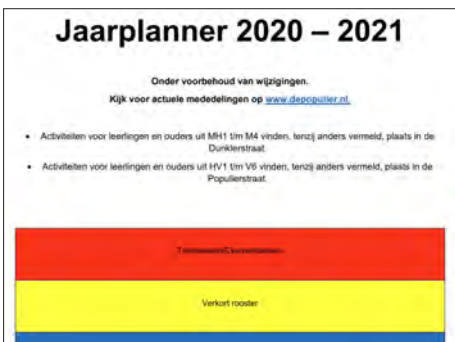 Jaarplanner 2020 – 2021
Onder voorbehoud van wijzigingen.
Kijk voor actuele mededelingen op www.depopulier.nl.
• Activiteiten voor leerlingen en ouders uit MH1 t/m M4 vinden, tenzij anders vermeld, plaats in de
Dunklerstraat.
• Activiteiten voor leerlingen en ouders uit HV1 t/m V6 vinden, tenzij anders vermeld, plaats in de
Populierstraat.
Verkort rooster